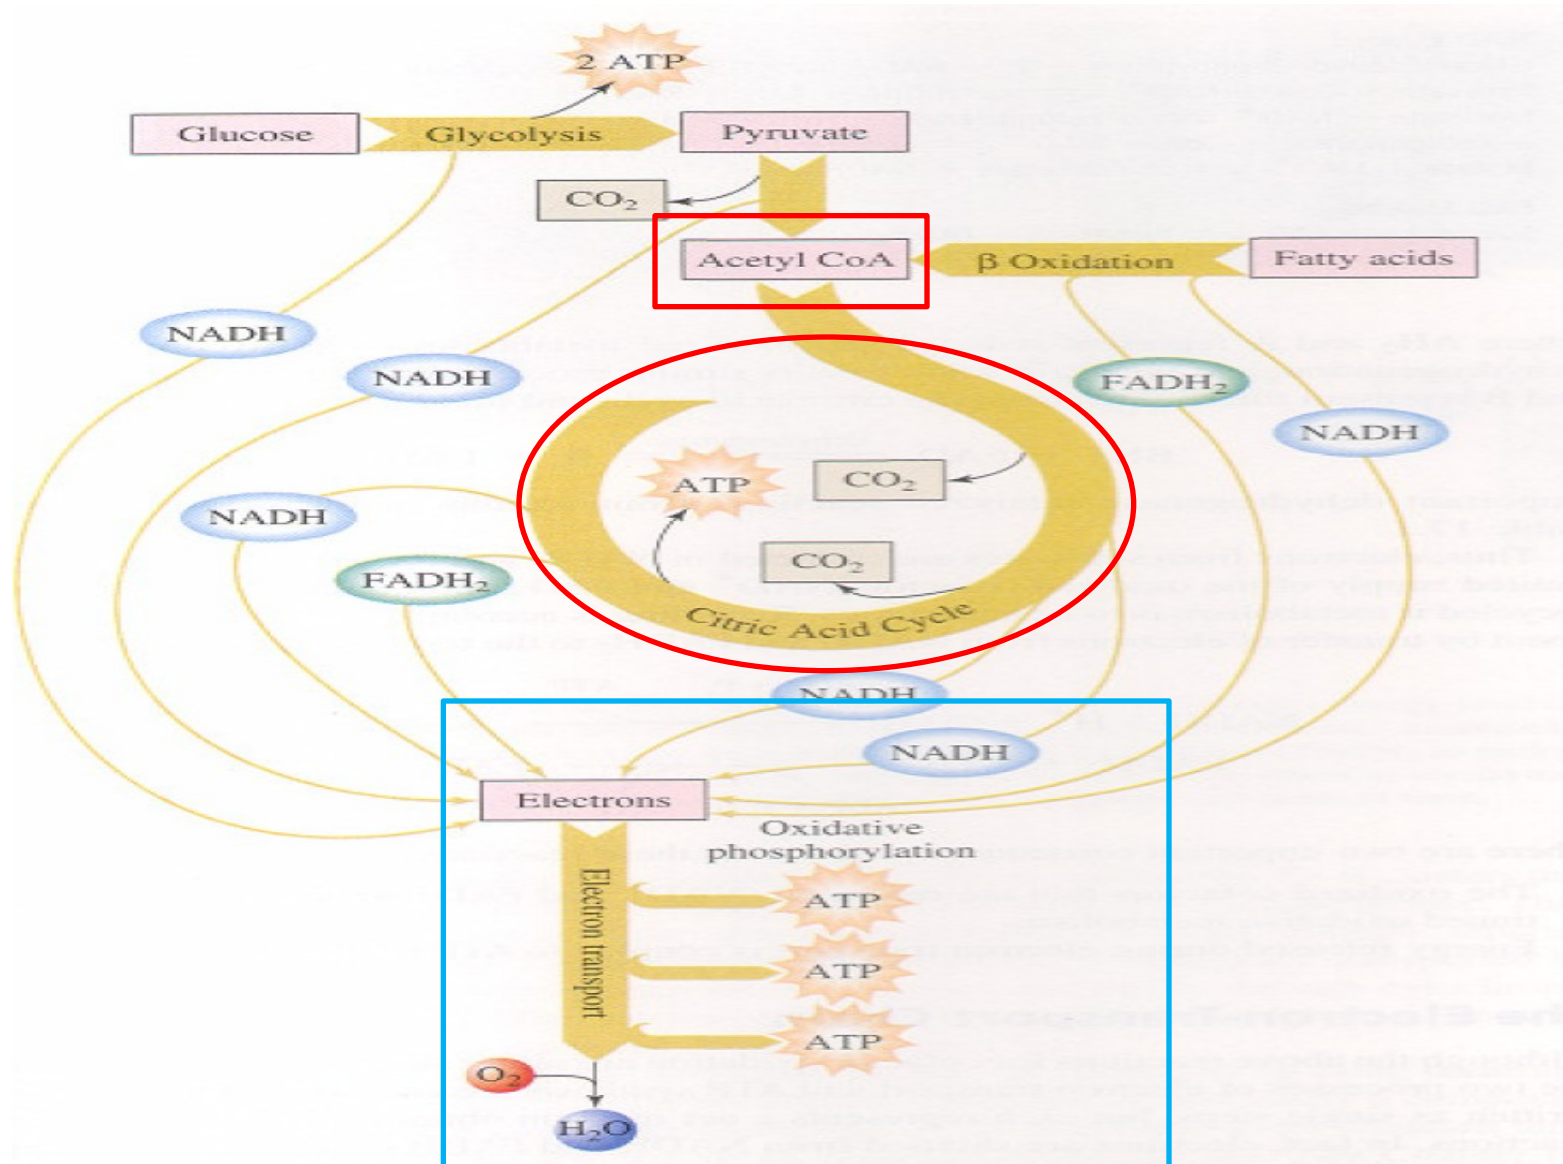 2 ATP
Glucose
Glycolysis
Pyruvate
CO₂
Acetyl CoA
β Oxidation
Fatty acids
NADH
NADH
FADH₂
NADH
NADH
FADH₂
ATP
CO₂
CO₂
Citric Acid Cycle
NADH
NADH
Electrons
Oxidative
phosphorylation
Electron transport
ATP
ATP
ATP
O₂
H₂O